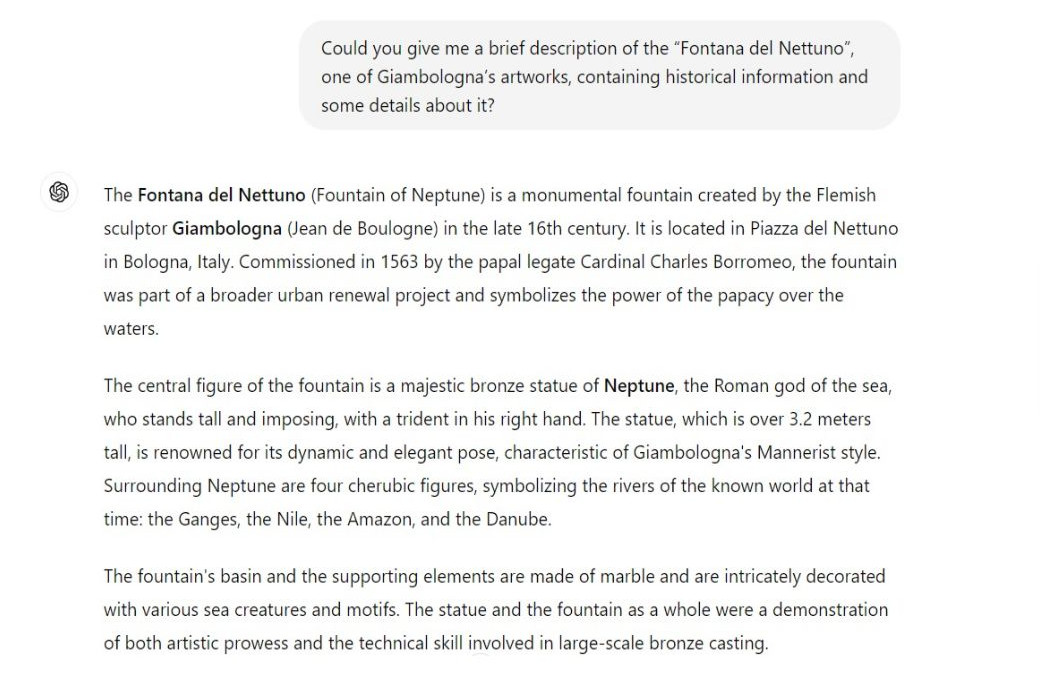 Could you give me a brief description of the “Fontana del Nettuno”,
one of Giambologna’s artworks, containing historical information and
some details about it?
The Fontana del Nettuno (Fountain of Neptune) is a monumental fountain created by the Flemish
sculptor Giambologna (Jean de Boulogne) in the late 16th century. It is located in Piazza del Nettuno
in Bologna, Italy. Commissioned in 1563 by the papal legate Cardinal Charles Borromeo, the fountain
was part of a broader urban renewal project and symbolizes the power of the papacy over the
waters.
The central figure of the fountain is a majestic bronze statue of Neptune, the Roman god of the sea,
who stands tall and imposing, with a trident in his right hand. The statue, which is over 3.2 meters
tall, is renowned for its dynamic and elegant pose, characteristic of Giambologna's Mannerist style.
Surrounding Neptune are four cherubic figures, symbolizing the rivers of the known world at that
time: the Ganges, the Nile, the Amazon, and the Danube.
The fountain's basin and the supporting elements are made of marble and are intricately decorated
with various sea creatures and motifs. The statue and the fountain as a whole were a demonstration
of both artistic prowess and the technical skill involved in large-scale bronze casting.